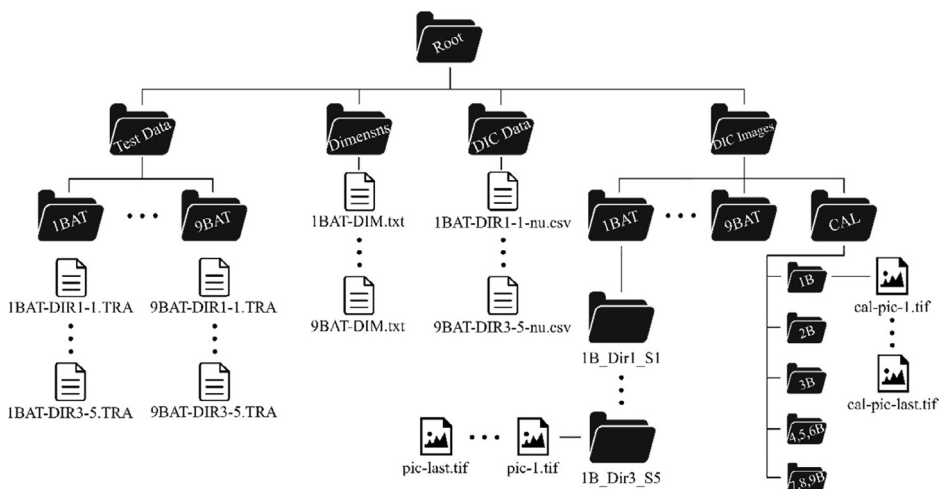 Root
Test Data
Dimensns
DIC Data
DIC Images
1BAT
9BAT
1BAT-DIM.txt
1BAT-DIR1-1-nu.csv
1BAT
9BAT
CAL
1BAT-DIR1-1.TRA
9BAT-DIR1-1.TRA
9BAT-DIM.txt
9BAT-DIR3-5-nu.csv
1B
cal-pic-1.tif
2B
1B_Dir1_S1
3B
cal-pic-last.tif
1BAT-DIR3-5.TRA
9BAT-DIR3-5.TRA
4,5,6B
pic-last.tif
pic-1.tif
1B_Dir3_S5
7,8,9B